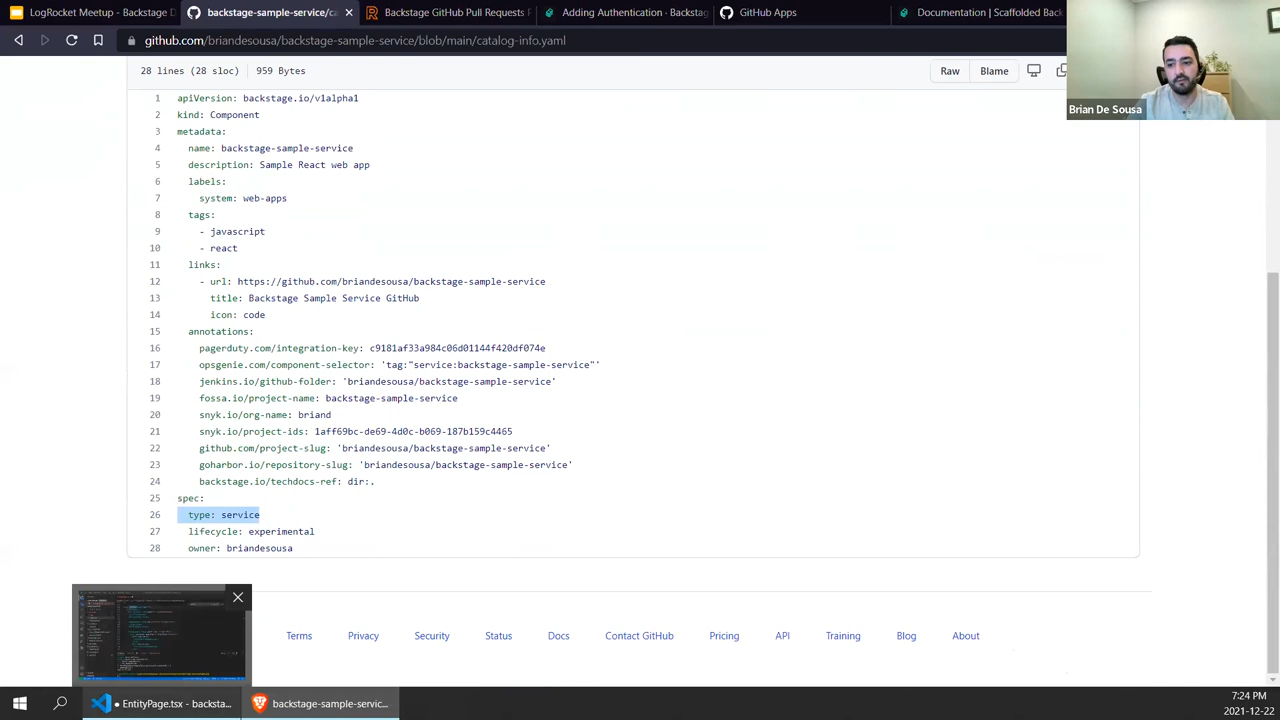 LogRocket Meetup - Backstage D
backstage-sample-service/ca
Backstage GitHub Pull Requests P
Adding Authentication · Backstag
GitHub Apps
Documentation | Scaffolded Back
github.com/briandesousa/backstage-sample-service/blob/main/catalog-info.yaml
28 lines (28 sloc) 959 Bytes
Raw Blame
Brian De Sousa
1 apiVersion: backstage.io/v1alpha1
2 kind: Component
3 metadata:
4 name: backstage-sample-service
5 description: Sample React web app
6 labels:
7 system: web-apps
8 tags:
9 - javascript
10 - react
11 links:
12 - url: https://github.com/briandesousa/backstage-sample-service
13 title: Backstage Sample Service GitHub
14 icon: code
15 annotations:
16 pagerduty.com/integration-key: c9181af33a984c06d01144f420df074e
17 opsgenie.com/component-selector: 'tag:"service:backstage-sample-service"'
18 jenkins.io/github-folder: 'briandesousa/backstage-sample-service'
19 fossa.io/project-name: backstage-sample-service
20 snyk.io/org-name: briand
21 snyk.io/project-ids: 1aff69bc-de69-4d0c-b069-187b159c4465
22 github.com/project-slug: 'briandesousa/backstage-sample-service'
23 goharbor.io/repository-slug: 'briandesousa/backstage-sample-service'
24 backstage.io/techdocs-ref: dir:.
25 spec:
26 type: service
27 lifecycle: experimental
28 owner: briandesousa
Terms Privacy Security Status Docs Contact GitHub Pricing API Training Blog About
● EntityPage.tsx - backsta...
backstage-sample-servic...
7:24 PM
2021-12-22